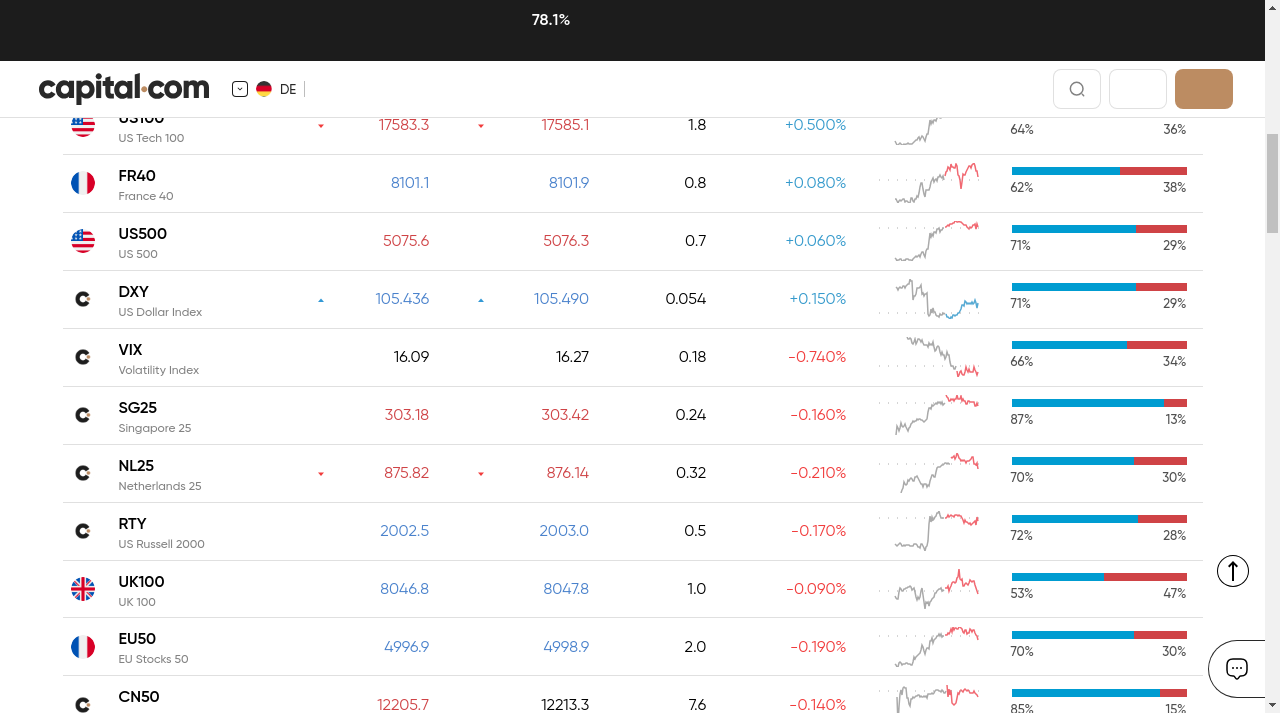 78.1%
capital.com
DE
US100
US Tech 100
17583.3
17585.1
1.8
+0.500%
64%
36%
FR40
France 40
8101.1
8101.9
0.8
+0.080%
62%
38%
US500
US 500
5075.6
5076.3
0.7
+0.060%
71%
29%
DXY
US Dollar Index
105.436
105.490
0.054
+0.150%
71%
29%
VIX
Volatility Index
16.09
16.27
0.18
-0.740%
66%
34%
SG25
Singapore 25
303.18
303.42
0.24
-0.160%
87%
13%
NL25
Netherlands 25
875.82
876.14
0.32
-0.210%
70%
30%
RTY
US Russell 2000
2002.5
2003.0
0.5
-0.170%
72%
28%
UK100
UK 100
8046.8
8047.8
1.0
-0.090%
53%
47%
EU50
EU Stocks 50
4996.9
4998.9
2.0
-0.190%
70%
30%
CN50
12205.7
12213.3
7.6
-0.140%
85%
15%